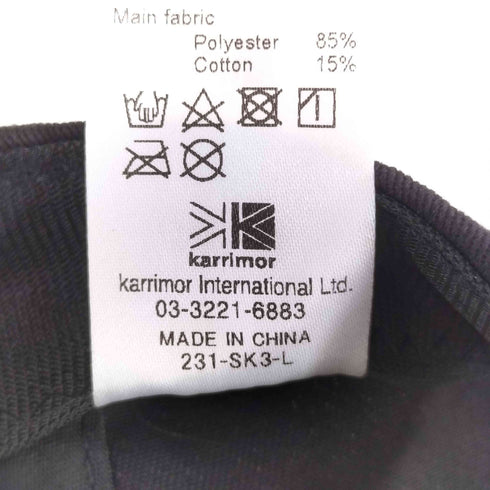 Main fabric
Polyester 85%
Cotton 15%
karrimor
karrimor International Ltd.
03-3221-6883
MADE IN CHINA
231-SK3-L